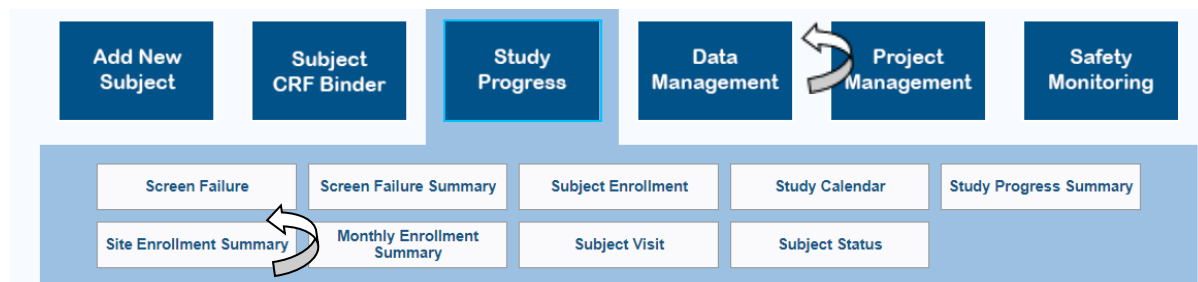 Add New Subject
Subject CRF Binder
Study Progress
Data Management
Project Management
Safety Monitoring
Screen Failure
Screen Failure Summary
Subject Enrollment
Study Calendar
Study Progress Summary
Site Enrollment Summary
Monthly Enrollment Summary
Subject Visit
Subject Status